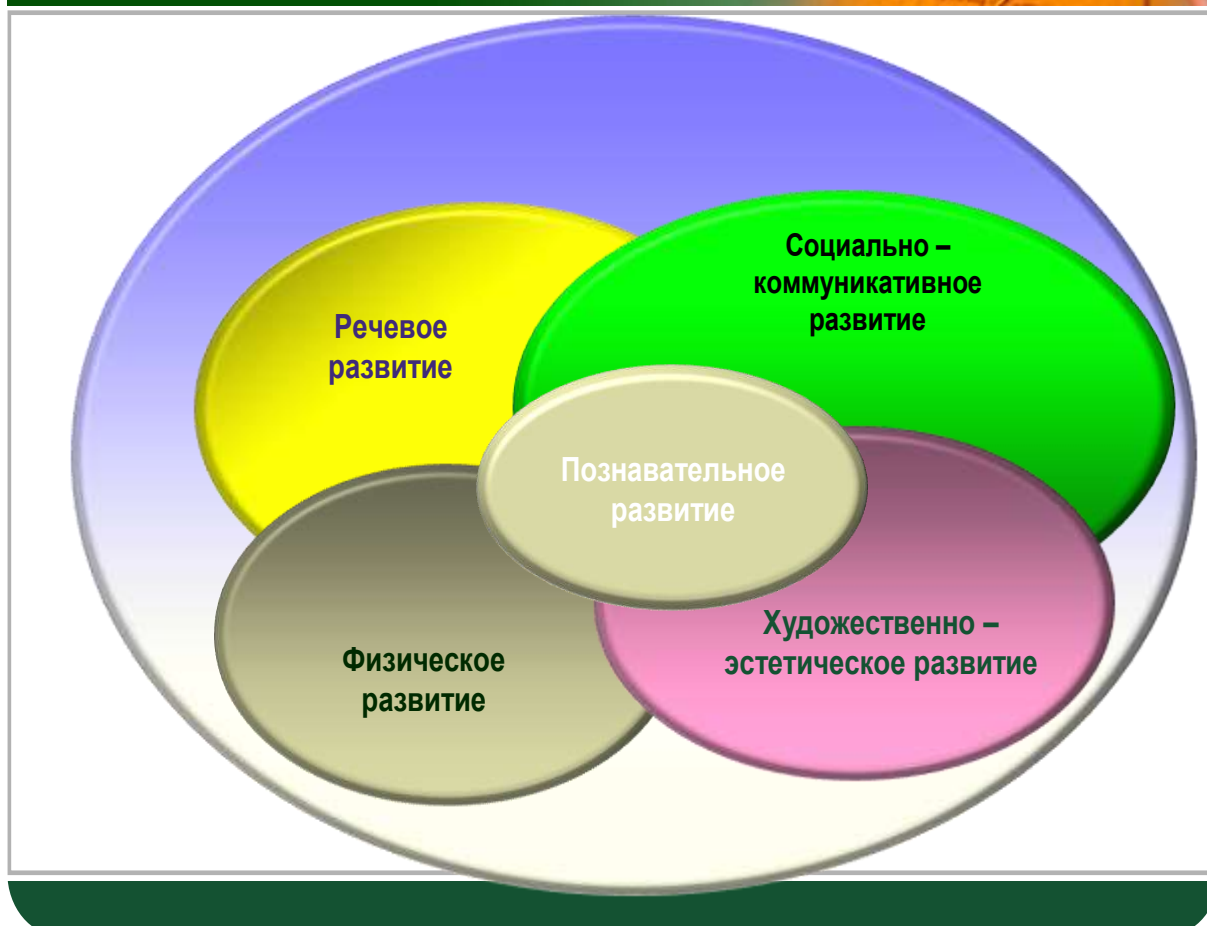 Речевое
развитие
Социально –
коммуникативное
развитие
Познавательное
развитие
Физическое
развитие
Художественно –
эстетическое развитие